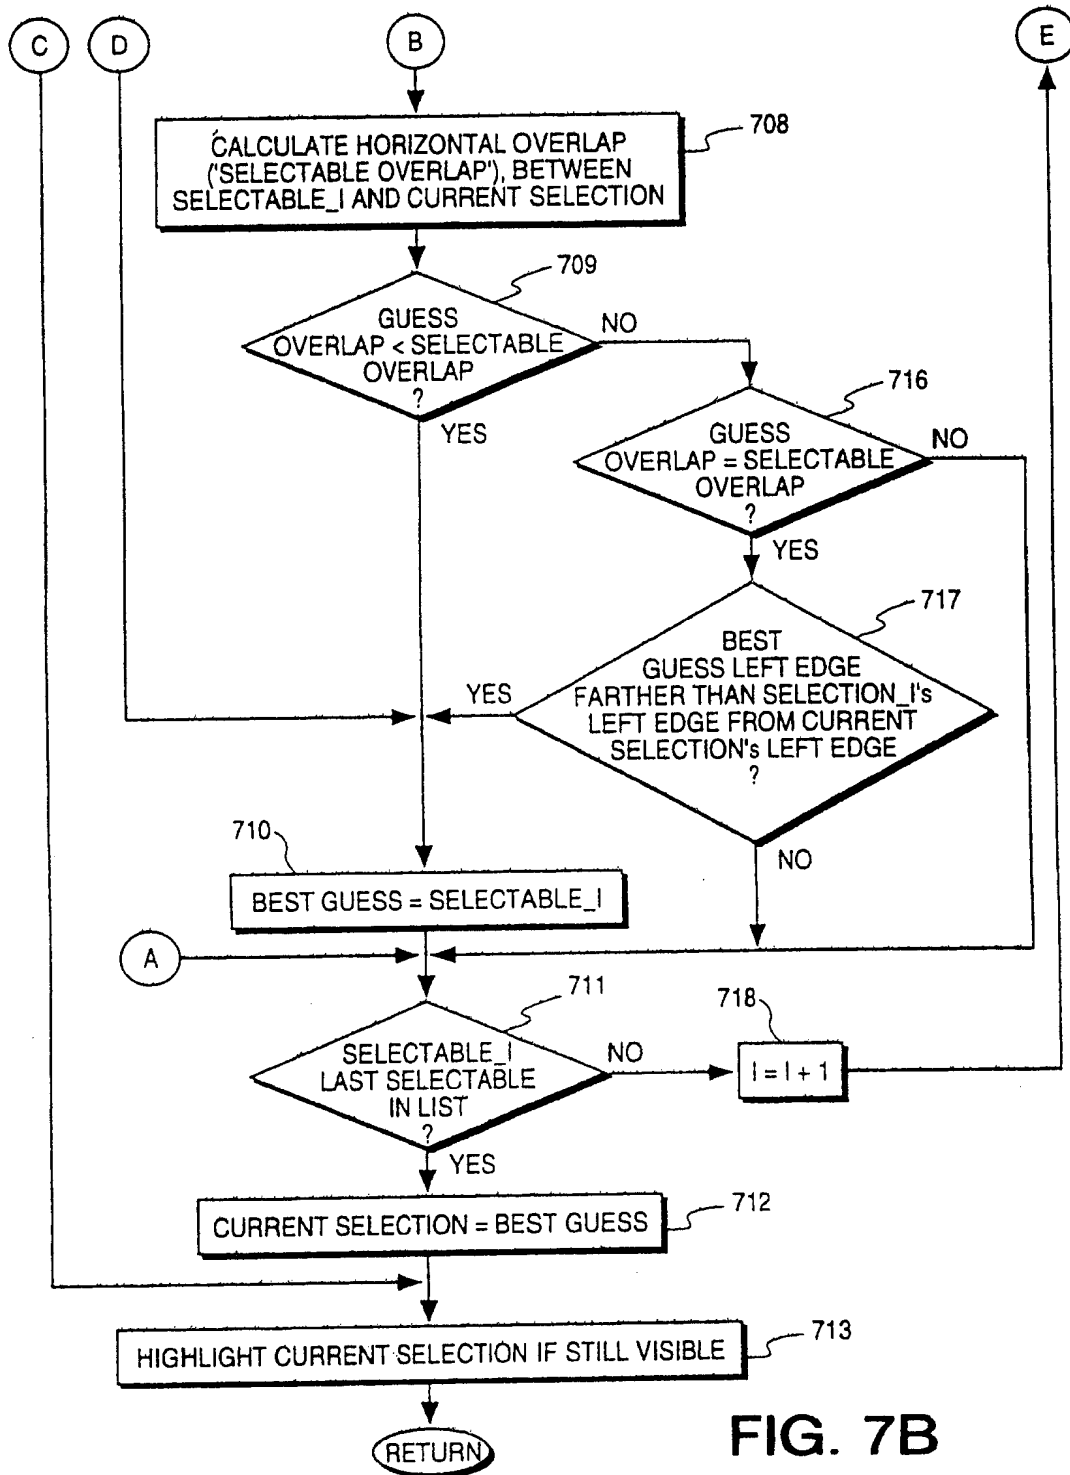 C
D
B
E
CALCULATE HORIZONTAL OVERLAP
('SELECTABLE OVERLAP'), BETWEEN
SELECTABLE_I AND CURRENT SELECTION
708
GUESS
OVERLAP < SELECTABLE
OVERLAP
?
709
NO
YES
GUESS
OVERLAP = SELECTABLE
OVERLAP
?
716
NO
YES
BEST
GUESS LEFT EDGE
FARTHER THAN SELECTION_I's
LEFT EDGE FROM CURRENT
SELECTION's LEFT EDGE
?
717
YES
NO
710
BEST GUESS = SELECTABLE_I
A
SELECTABLE_I
LAST SELECTABLE
IN LIST
?
711
NO
718
I = I + 1
YES
CURRENT SELECTION = BEST GUESS
712
HIGHLIGHT CURRENT SELECTION IF STILL VISIBLE
713
RETURN
FIG. 7B